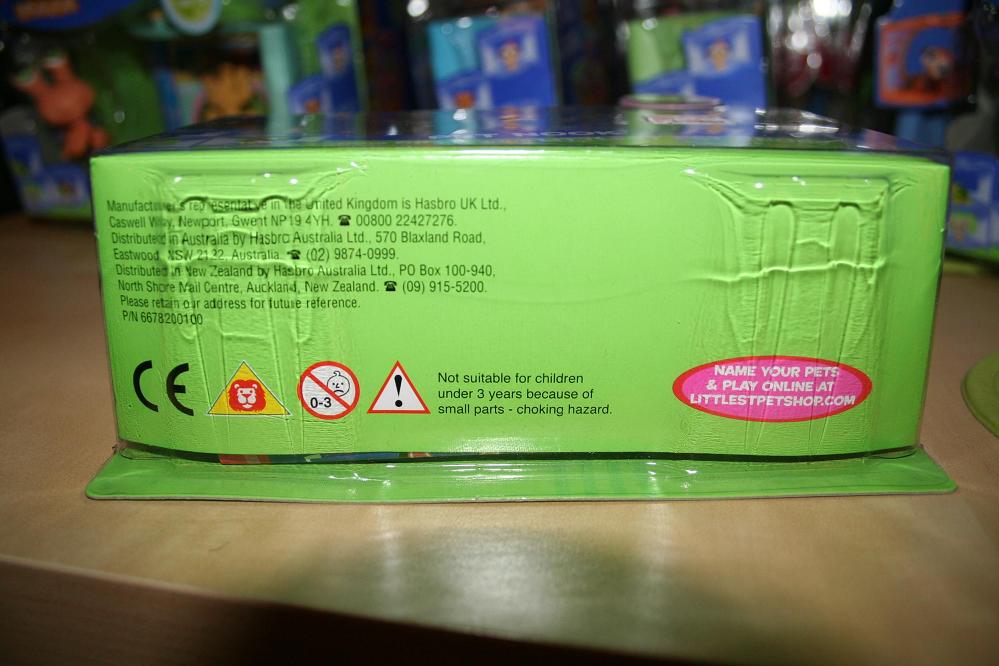 Manufacturer's representative in the United Kingdom is Hasbro UK Ltd.,
Caswell Way, Newport, Gwent NP19 4YH. ☎ 00800 22427276.
Distributed in Australia by Hasbro Australia Ltd., 570 Blaxland Road,
Eastwood, NSW 2122, Australia. ☎ (02) 9874-0999.
Distributed in New Zealand by Hasbro Australia Ltd., PO Box 100-940,
North Shore Mail Centre, Auckland, New Zealand. ☎ (09) 915-5200.
Please retain our address for future reference.
P/N 6678200100
CE
0-3
Not suitable for children
under 3 years because of
small parts - choking hazard.
NAME YOUR PETS
& PLAY ONLINE AT
LITTLESTPETSHOP.COM